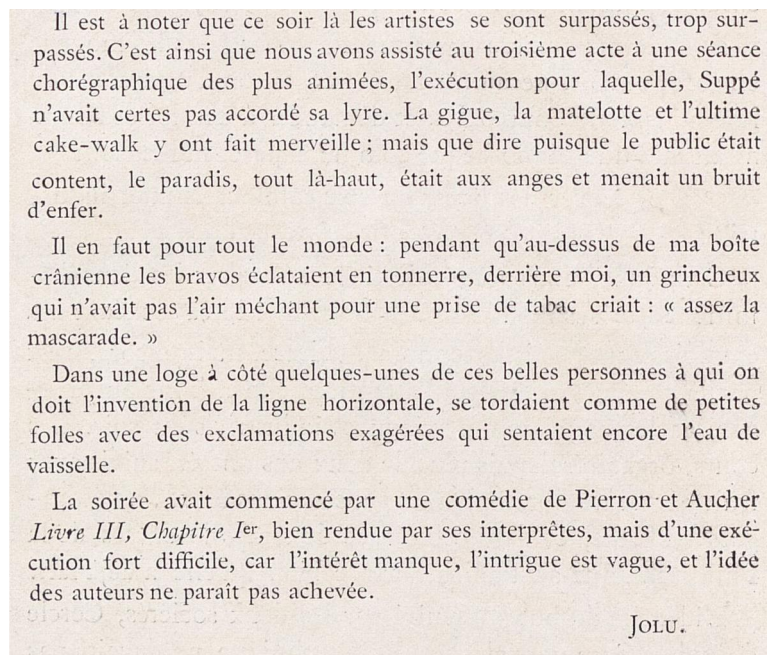 Il est à noter que ce soir là les artistes se sont surpassés, trop sur-
passés. C'est ainsi que nous avons assisté au troisième acte à une séance
chorégraphique des plus animées, l'exécution pour laquelle, Suppé
n'avait certes pas accordé sa lyre. La gigue, la matelotte et l'ultime
cake-walk y ont fait merveille ; mais que dire puisque le public était
content, le paradis, tout là-haut, était aux anges et menait un bruit
d'enfer.
Il en faut pour tout le monde : pendant qu'au-dessus de ma boîte
crânienne les bravos éclataient en tonnerre, derrière moi, un grincheux
qui n'avait pas l'air méchant pour une prise de tabac criait : « assez la
mascarade. »
Dans une loge à côté quelques-unes de ces belles personnes à qui on
doit l'invention de la ligne horizontale, se tordaient comme de petites
folles avec des exclamations exagérées qui sentaient encore l'eau de
vaisselle.
La soirée avait commencé par une comédie de Pierron et Aucher
Livre III, Chapitre Ier, bien rendue par ses interprêtes, mais d'une exé-
cution fort difficile, car l'intérêt manque, l'intrigue est vague, et l'idée
des auteurs ne paraît pas achevée.
JOLU.